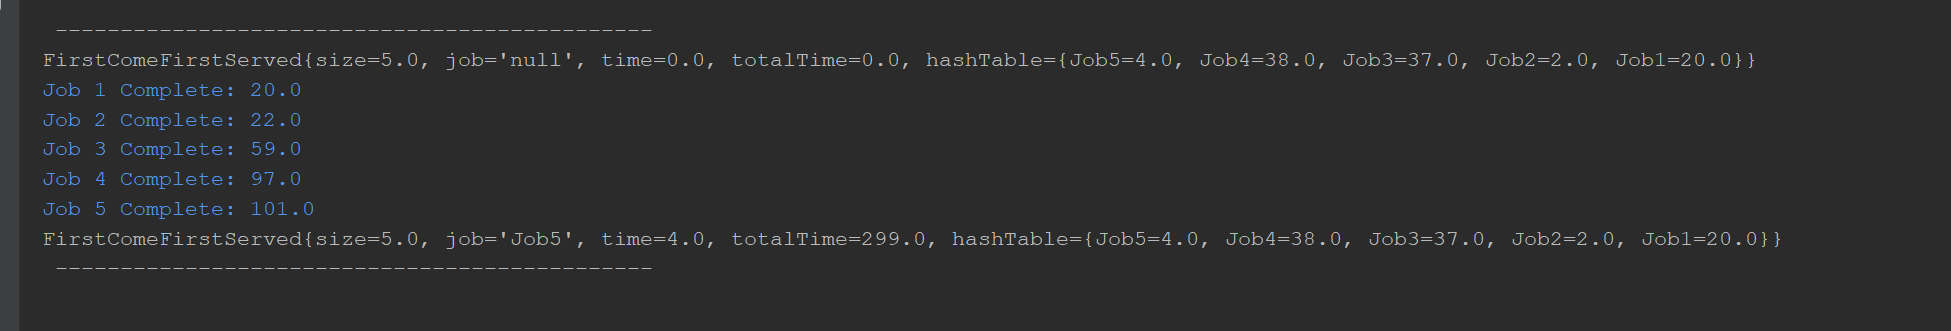 ----------------------------------------------
FirstComeFirstServed{size=5.0, job='null', time=0.0, totalTime=0.0, hashTable={Job5=4.0, Job4=38.0, Job3=37.0, Job2=2.0, Job1=20.0}}
Job 1 Complete: 20.0
Job 2 Complete: 22.0
Job 3 Complete: 59.0
Job 4 Complete: 97.0
Job 5 Complete: 101.0
FirstComeFirstServed{size=5.0, job='Job5', time=4.0, totalTime=299.0, hashTable={Job5=4.0, Job4=38.0, Job3=37.0, Job2=2.0, Job1=20.0}}
----------------------------------------------